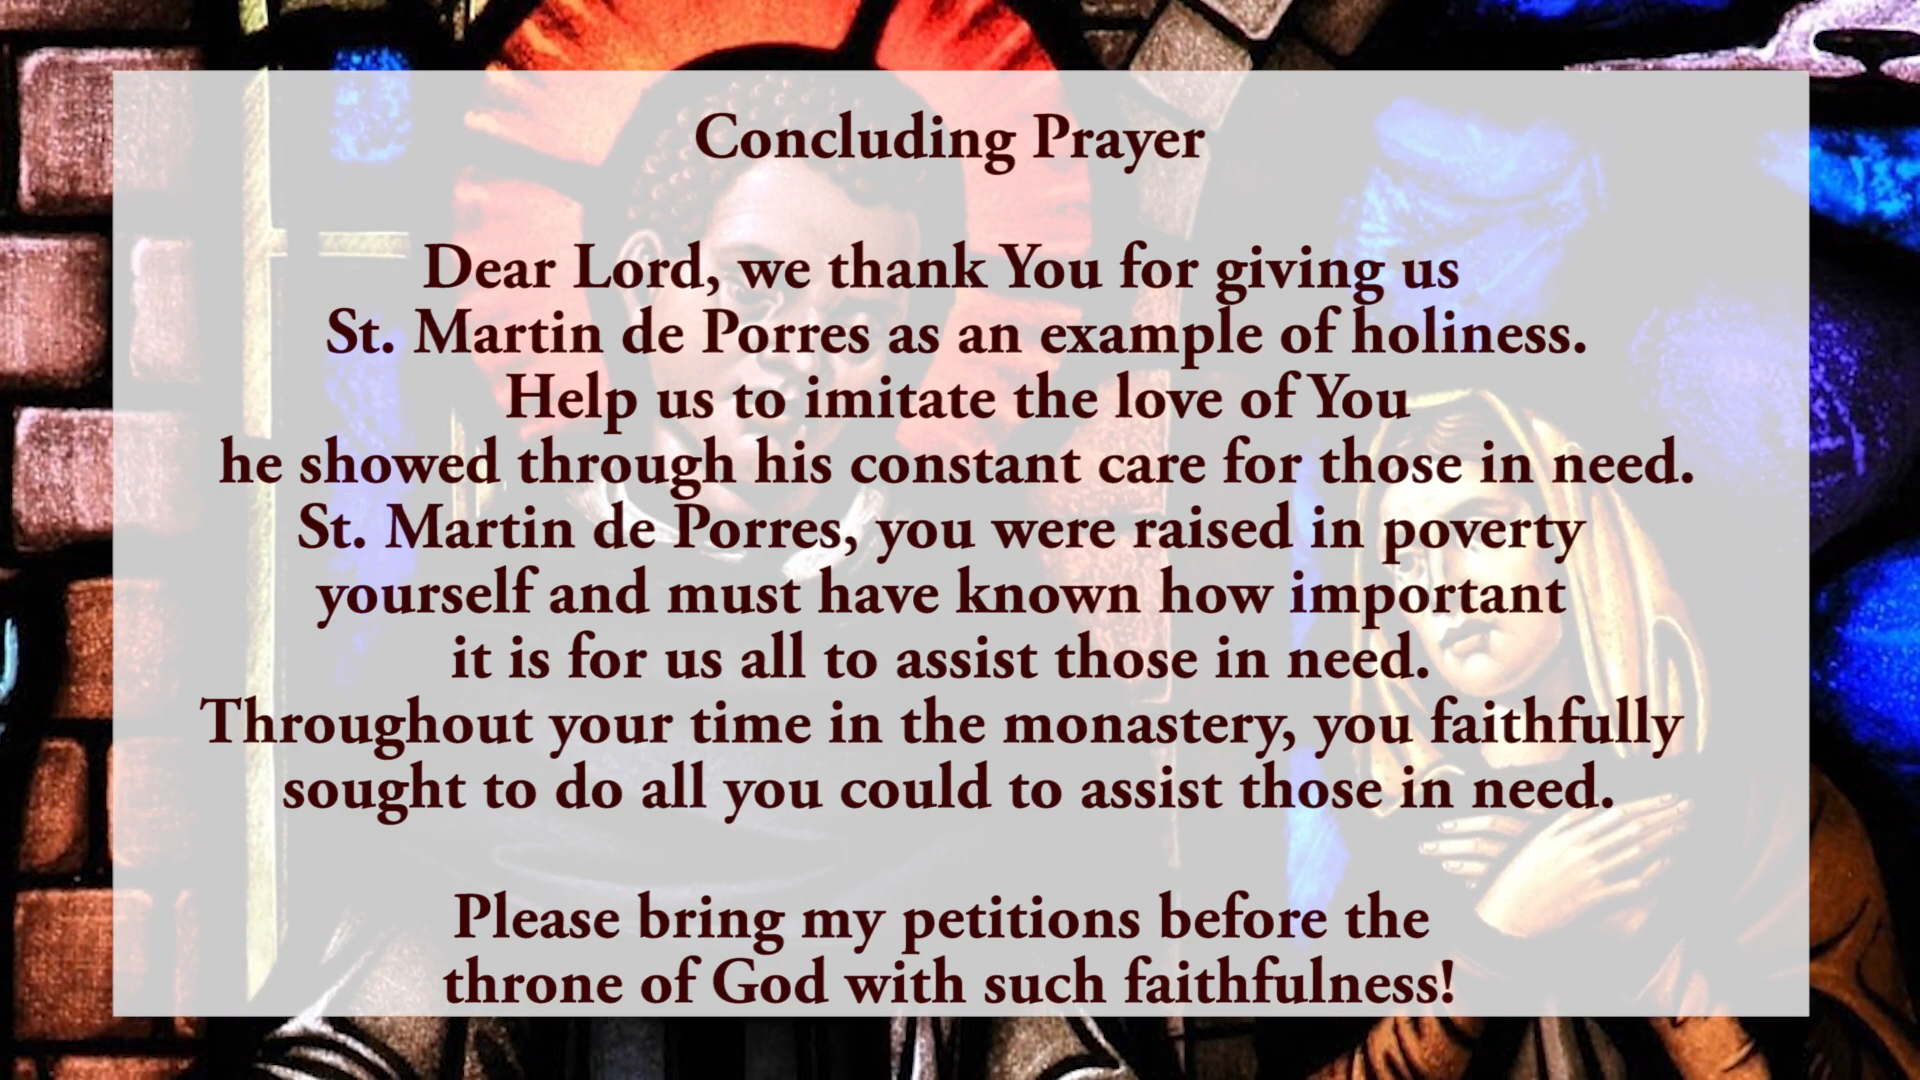 Concluding Prayer
Dear Lord, we thank You for giving us
St. Martin de Porres as an example of holiness.
Help us to imitate the love of You
he showed through his constant care for those in need.
St. Martin de Porres, you were raised in poverty
yourself and must have known how important
it is for us all to assist those in need.
Throughout your time in the monastery, you faithfully
sought to do all you could to assist those in need.
Please bring my petitions before the
throne of God with such faithfulness!